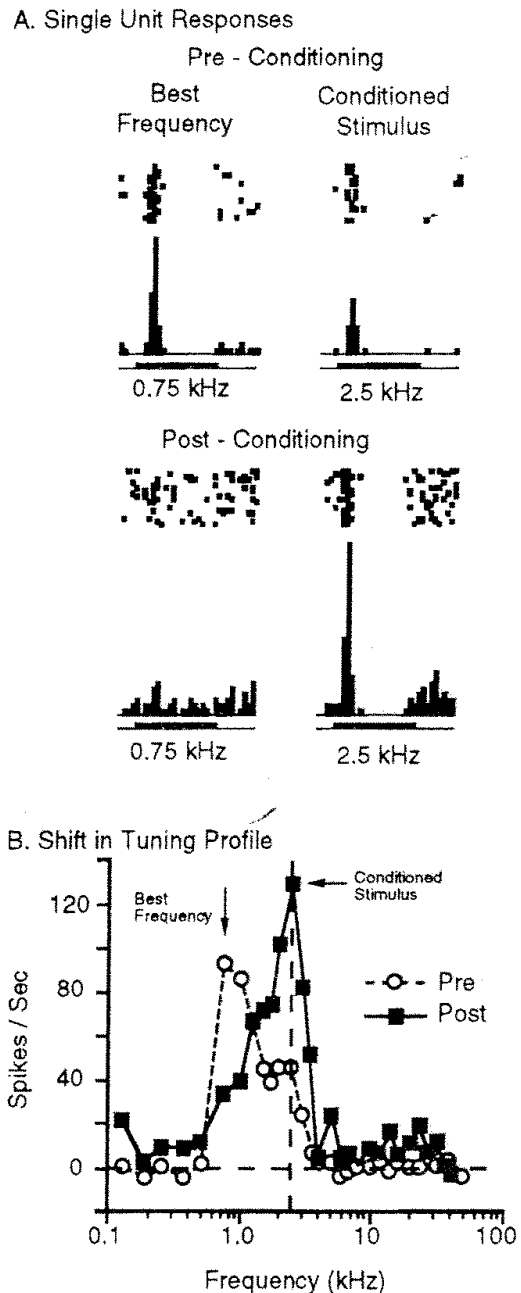 A. Single Unit Responses
Pre - Conditioning
Best Frequency
Conditioned Stimulus
0.75 kHz
2.5 kHz
Post - Conditioning
0.75 kHz
2.5 kHz
B. Shift in Tuning Profile
Best Frequency
Conditioned Stimulus
Pre
Post
Spikes / Sec
120
80
40
0
0.1
1.0
10
100
Frequency (kHz)